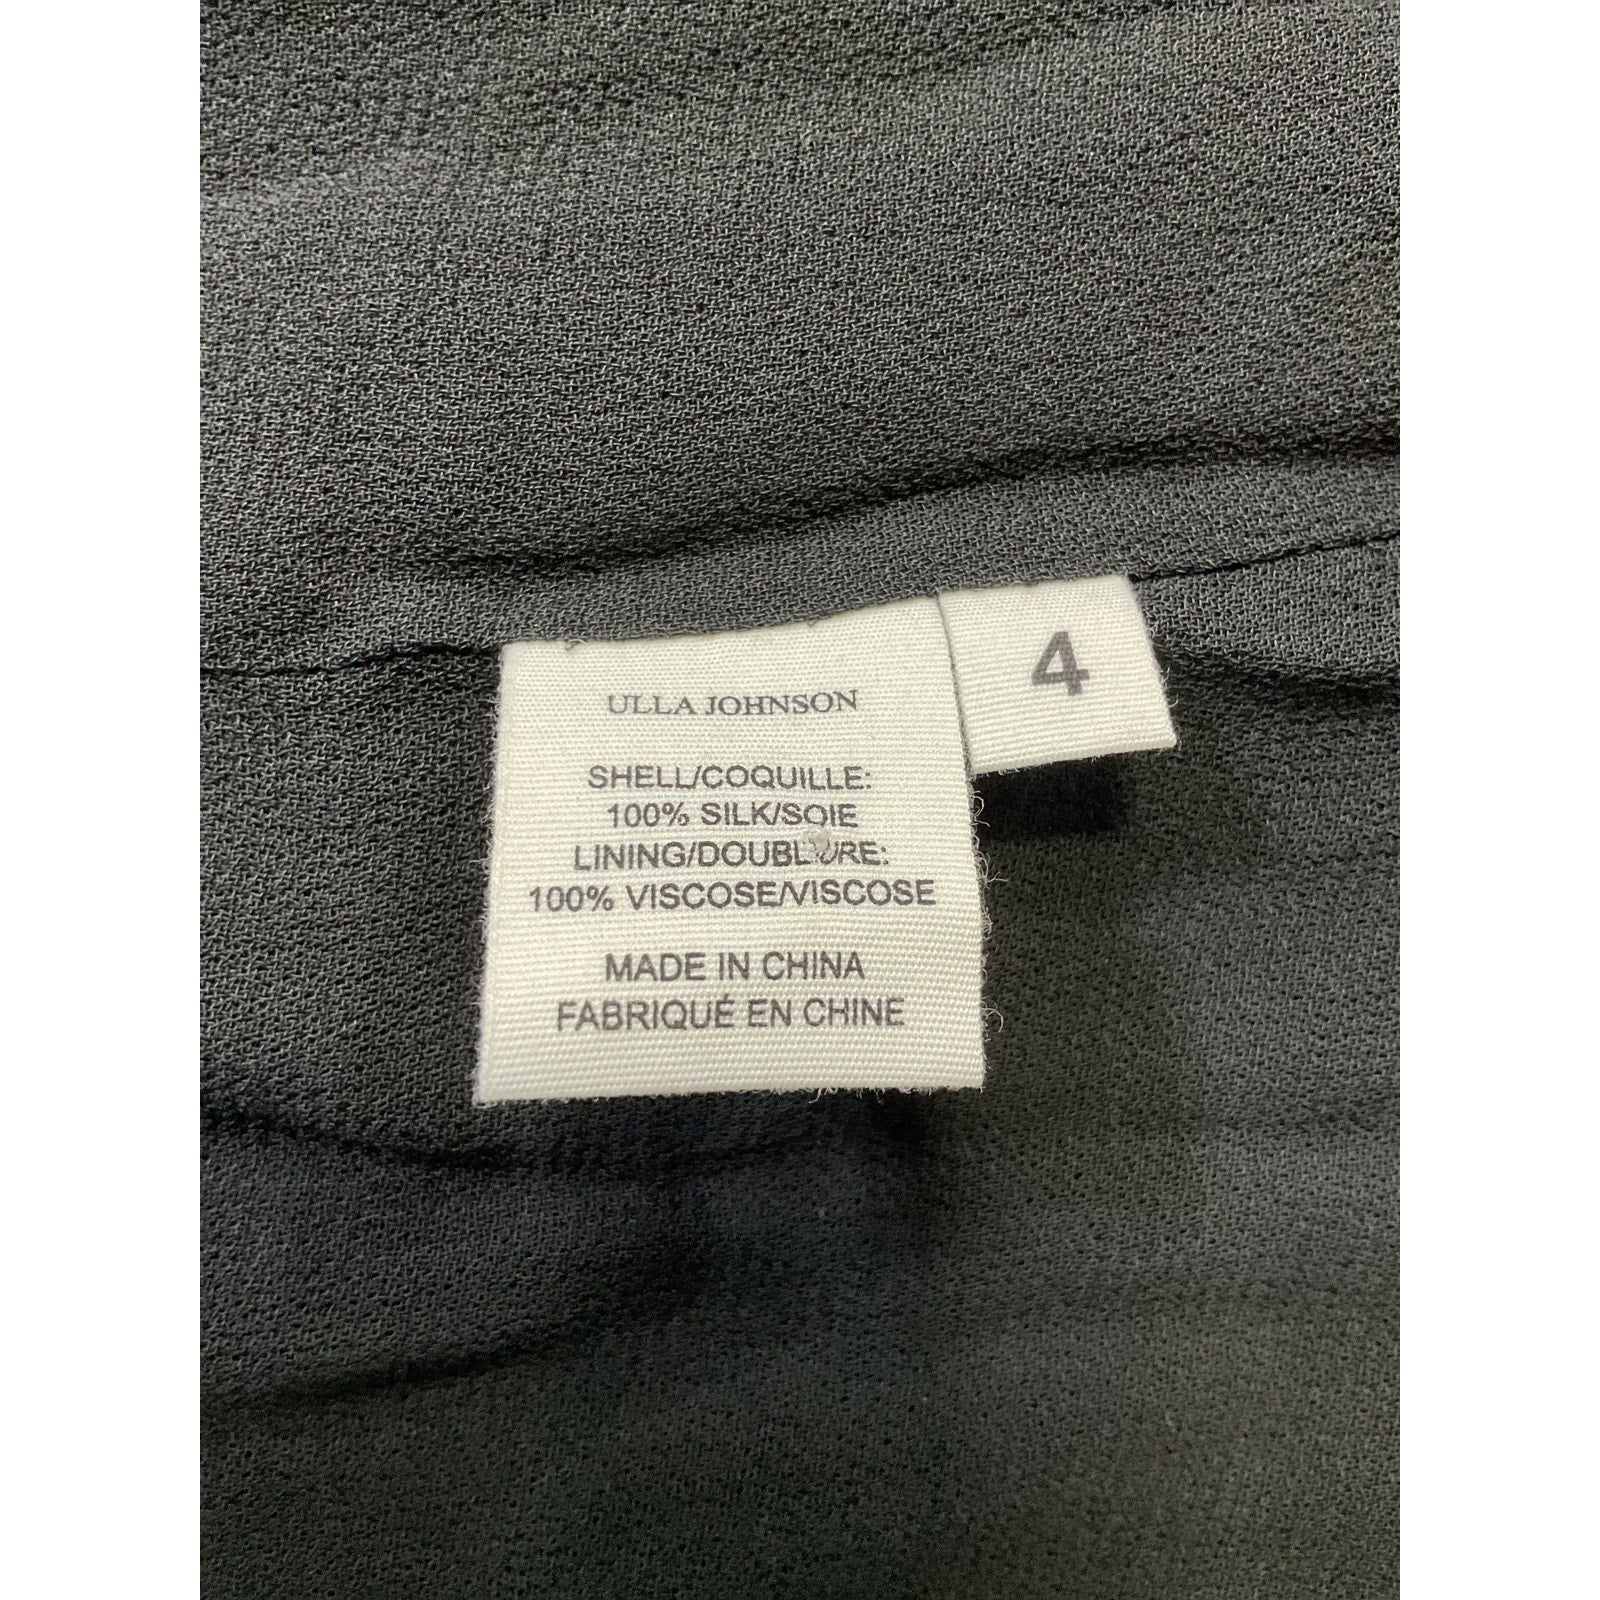 ULLA JOHNSON
4
SHELL/COQUILLE:
100% SILK/SOIE
LINING/DOUBLURE:
100% VISCOSE/VISCOSE
MADE IN CHINA
FABRIQUÉ EN CHINE